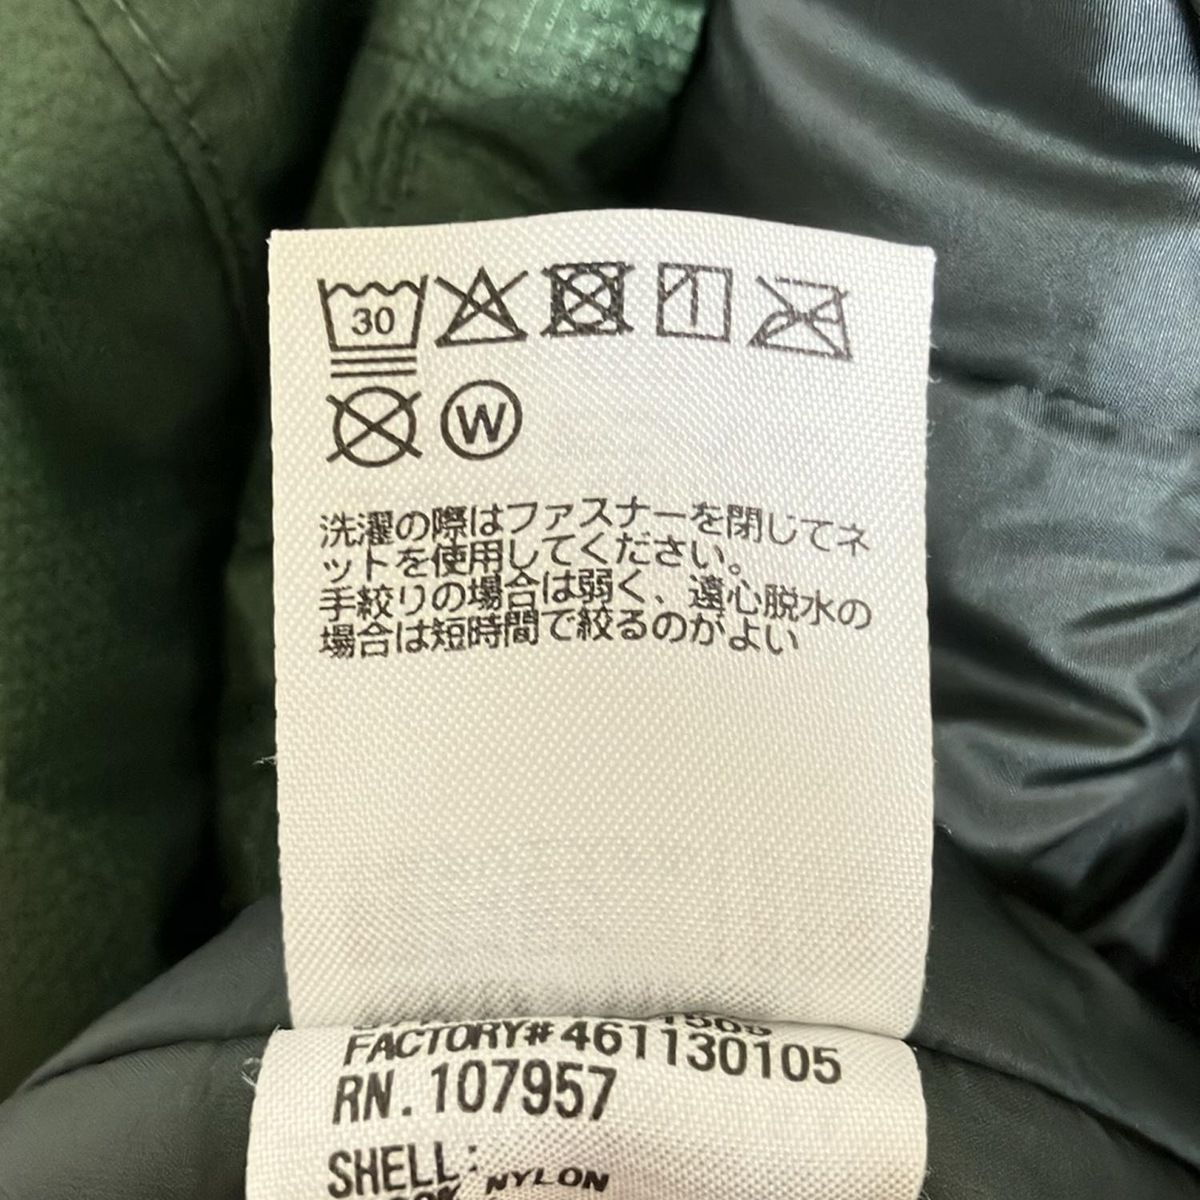 30
W
洗濯の際はファスナーを閉じてネ
ットを使用してください。
手絞りの場合は弱く、遠心脱水の
場合は短時間で絞るのがよい
FACTORY#461130105
RN.107957
SHELL:
NYLON